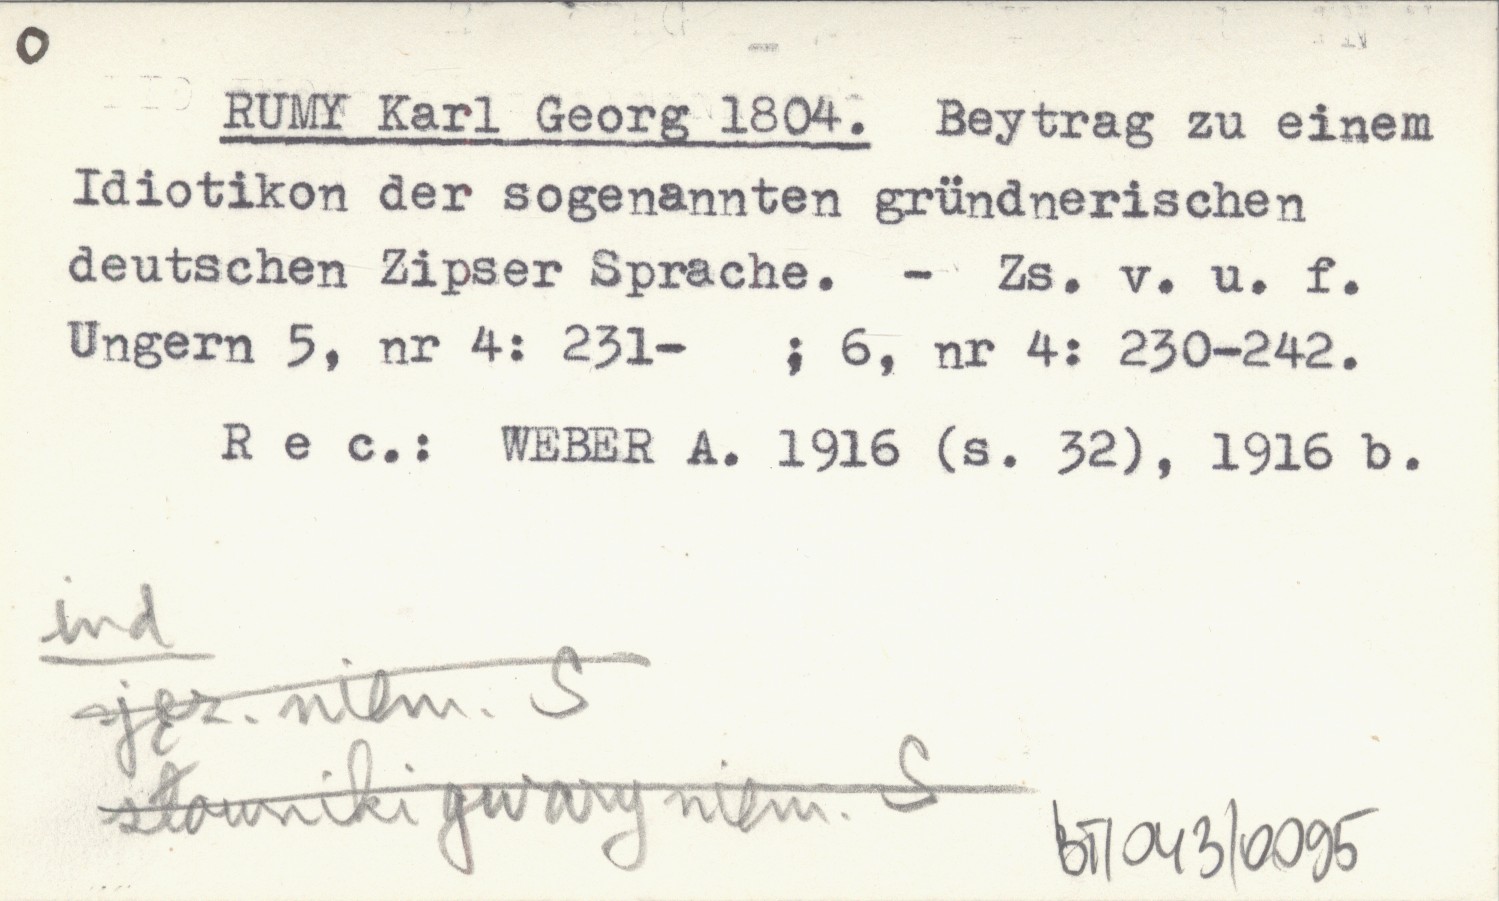 O
RUMY Karl Georg 1804. Beytrag zu einem
Idiotikon der sogenannten gründnerischen
deutschen Zipser Sprache. - Zs. v. u. f.
Ungern 5, nr 4: 231-   ; 6, nr 4: 230-242.
R e c.: WEBER A. 1916 (s. 32), 1916 b.
ind
jęz. niem. S
słowniki gwary niem. S
BT/043/0095